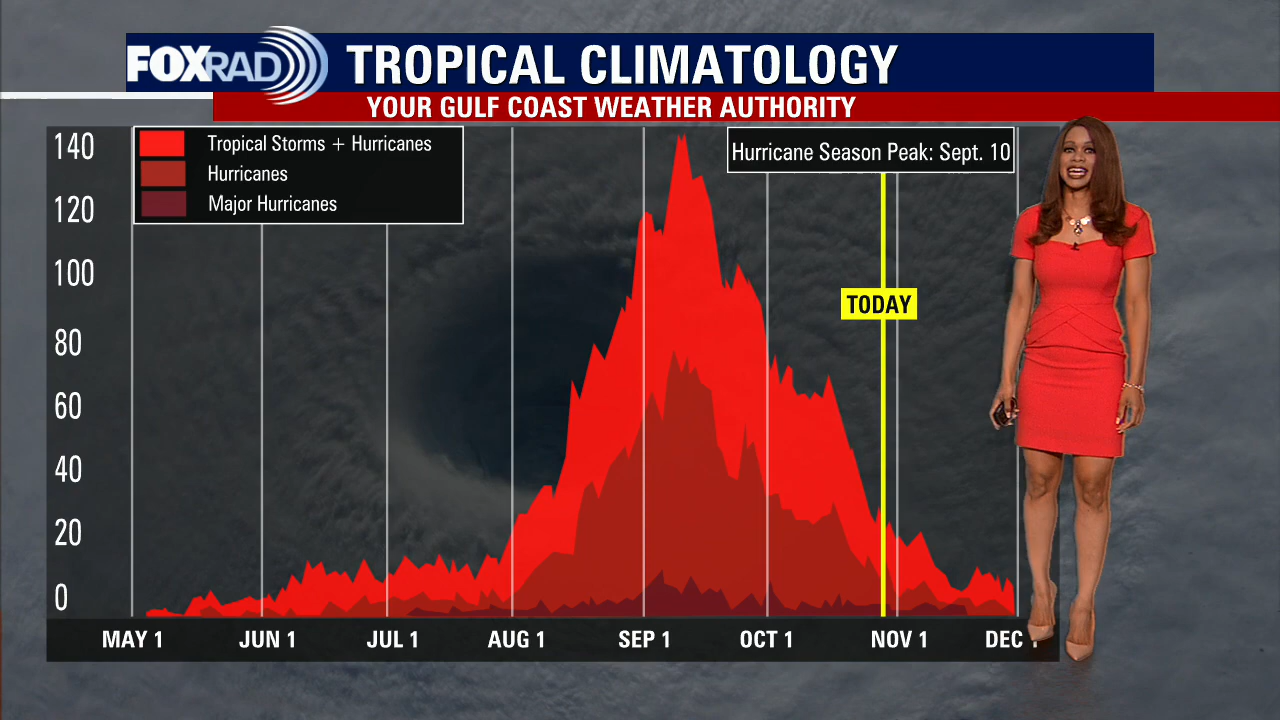 FOXRAD TROPICAL CLIMATOLOGY
YOUR GULF COAST WEATHER AUTHORITY
Tropical Storms + Hurricanes
Hurricanes
Major Hurricanes
Hurricane Season Peak: Sept. 10
TODAY
140
120
100
80
60
40
20
0
MAY 1 JUN 1 JUL 1 AUG 1 SEP 1 OCT 1 NOV 1 DEC 1